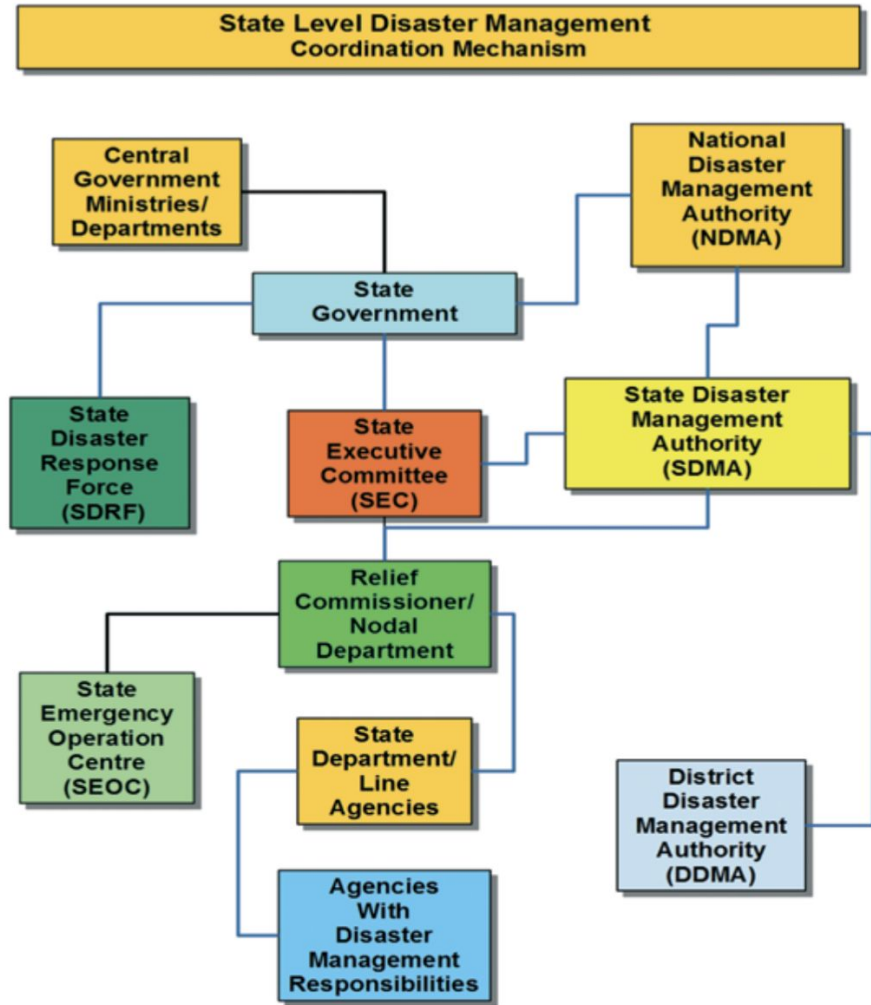 State Level Disaster Management
Coordination Mechanism
Central
Government
Ministries/
Departments
National
Disaster
Management
Authority
(NDMA)
State
Government
State
Disaster
Response
Force
(SDRF)
State
Executive
Committee
(SEC)
State Disaster
Management
Authority
(SDMA)
Relief
Commissioner/
Nodal
Department
State
Emergency
Operation
Centre
(SEOC)
State
Department/
Line
Agencies
District
Disaster
Management
Authority
(DDMA)
Agencies
With
Disaster
Management
Responsibilities